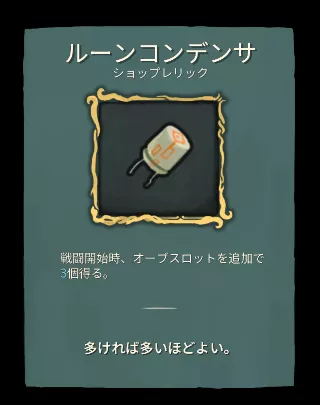 ルーンコンデンサ
ショップレリック
戦闘開始時、オーブスロットを追加で
3個得る。
多ければ多いほどよい。